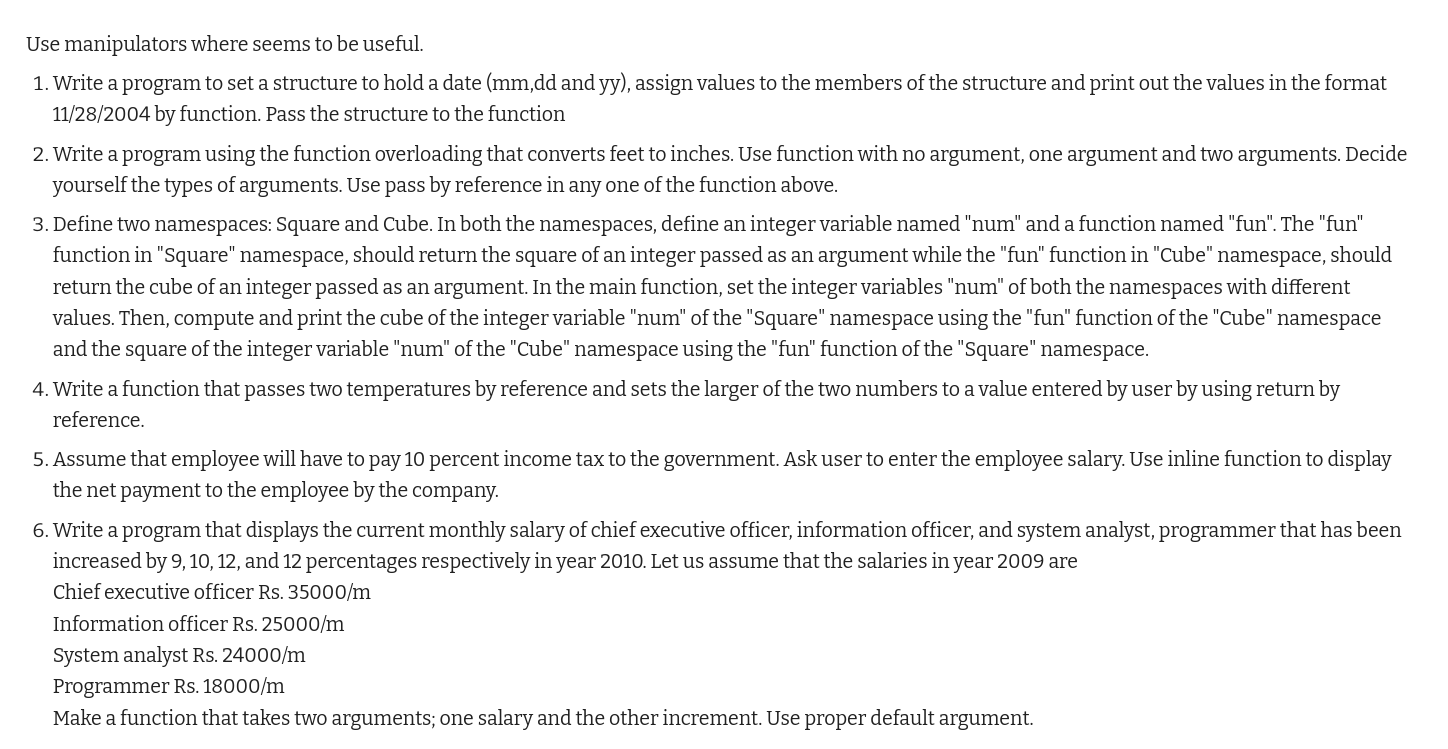 Use manipulators where seems to be useful.
1. Write a program to set a structure to hold a date (mm,dd and yy), assign values to the members of the structure and print out the values in the format
11/28/2004 by function. Pass the structure to the function
2. Write a program using the function overloading that converts feet to inches. Use function with no argument, one argument and two arguments. Decide
yourself the types of arguments. Use pass by reference in any one of the function above.
3. Define two namespaces: Square and Cube. In both the namespaces, define an integer variable named "num" and a function named "fun". The "fun"
function in "Square" namespace, should return the square of an integer passed as an argument while the "fun" function in "Cube" namespace, should
return the cube of an integer passed as an argument. In the main function, set the integer variables "num" of both the namespaces with different
values. Then, compute and print the cube of the integer variable "num" of the "Square" namespace using the "fun" function of the "Cube" namespace
and the square of the integer variable "num" of the "Cube" namespace using the "fun" function of the "Square" namespace.
4. Write a function that passes two temperatures by reference and sets the larger of the two numbers to a value entered by user by using return by
reference.
5. Assume that employee will have to pay 10 percent income tax to the government. Ask user to enter the employee salary. Use inline function to display
the net payment to the employee by the company.
6. Write a program that displays the current monthly salary of chief executive officer, information officer, and system analyst, programmer that has been
increased by 9, 10, 12, and 12 percentages respectively in year 2010. Let us assume that the salaries in year 2009 are
Chief executive officer Rs. 35000/m
Information officer Rs. 25000/m
System analyst Rs. 24000/m
Programmer Rs. 18000/m
Make a function that takes two arguments; one salary and the other increment. Use proper default argument.